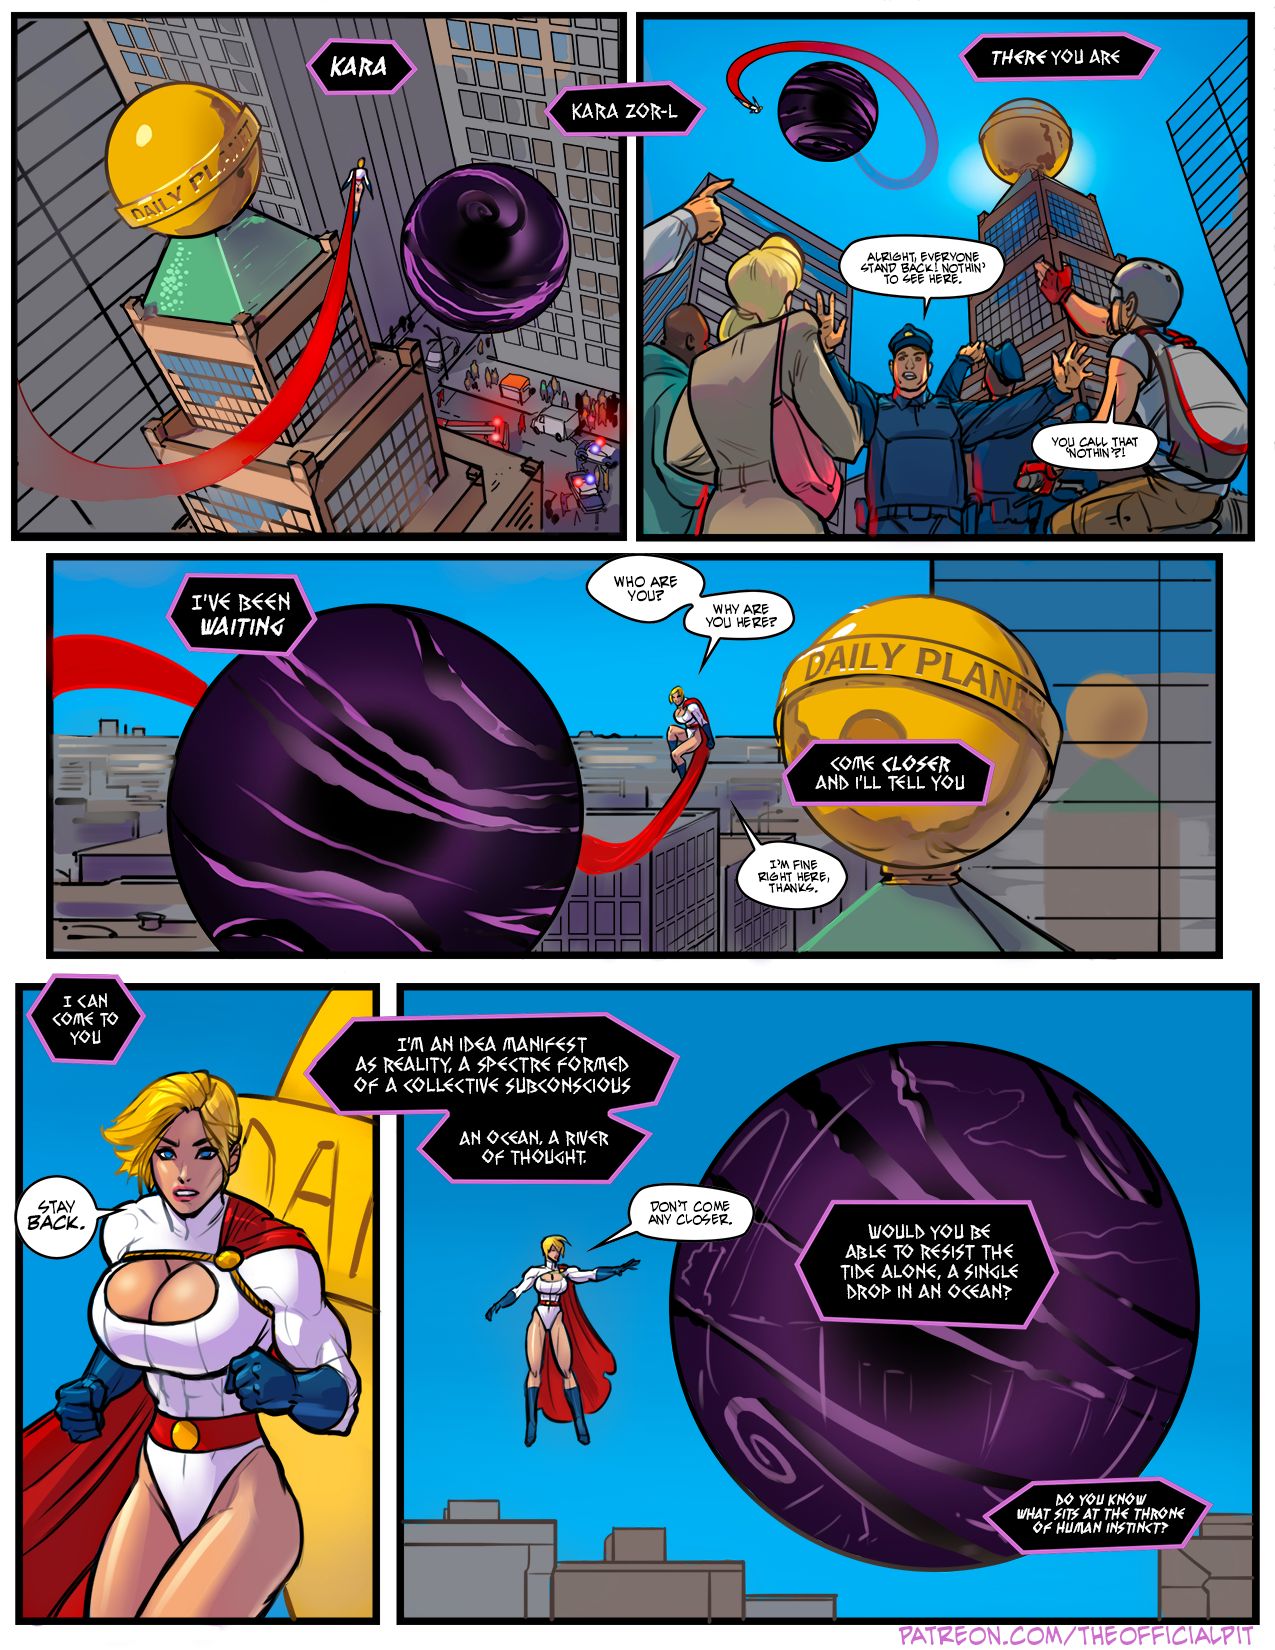 KARA
DAILY PLANET
KARA ZOR-L
THERE YOU ARE
ALRIGHT, EVERYONE
STAND BACK! NOTHIN'
TO SEE HERE.
YOU CALL THAT
'NOTHIN'?!
I'VE BEEN
WAITING
WHO ARE
YOU?
WHY ARE
YOU HERE?
DAILY PLANE
COME CLOSER
AND I'LL TELL YOU
I'M FINE
RIGHT HERE,
THANKS.
I CAN
COME TO
YOU
STAY
BACK.
DAI
I'M AN IDEA MANIFEST
AS REALITY, A SPECTRE FORMED
OF A COLLECTIVE SUBCONSCIOUS
AN OCEAN, A RIVER
OF THOUGHT.
DON'T COME
ANY CLOSER.
WOULD YOU BE
ABLE TO RESIST THE
TIDE ALONE, A SINGLE
DROP IN AN OCEAN?
DO YOU KNOW
WHAT SITS AT THE THRONE
OF HUMAN INSTINCT?
PATREON.COM/THEOFFICIALPIT